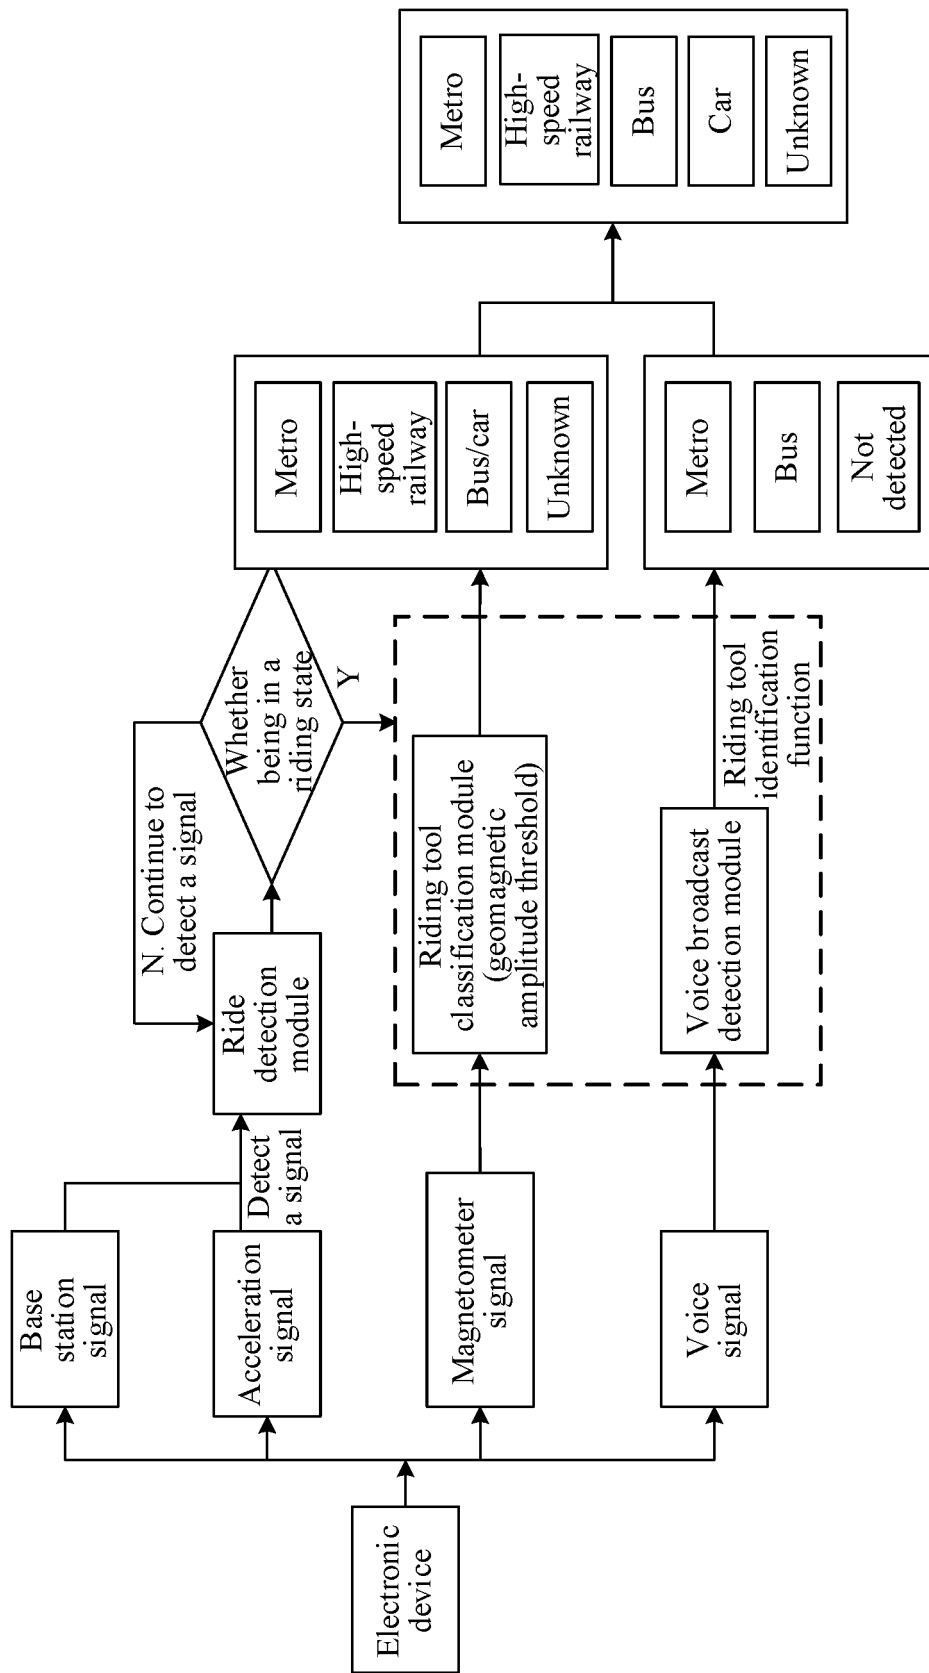 Electronic
device
Base
station
signal
Acceleration
signal
Magnetometer
signal
Voice
signal
Detect
a signal
Ride
detection
module
N. Continue to
detect a signal
Whether
being in a
riding state
Y
Riding tool
classification module
(geomagnetic
amplitude threshold)
Voice broadcast
detection module
Riding tool
identification
function
Metro
High-
speed
railway
Bus/car
Unknown
Metro
Bus
Not
detected
Metro
High-
speed
railway
Bus
Car
Unknown